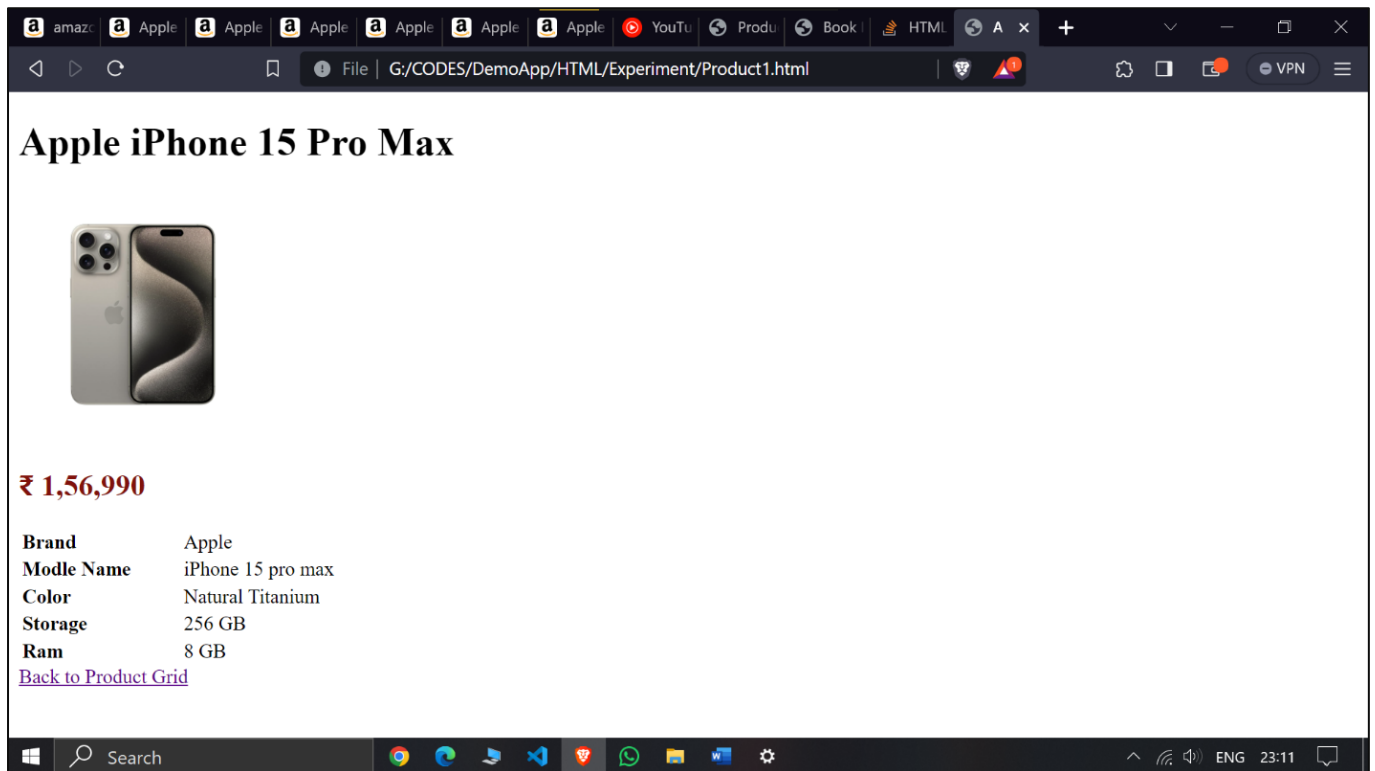 amazo Apple Apple Apple Apple Apple Apple YouTu Produ Book HTML A
File G:/CODES/DemoApp/HTML/Experiment/Product1.html 1 VPN
Apple iPhone 15 Pro Max
₹ 1,56,990
Brand Apple
Modle Name iPhone 15 pro max
Color Natural Titanium
Storage 256 GB
Ram 8 GB
Back to Product Grid
Search ENG 23:11